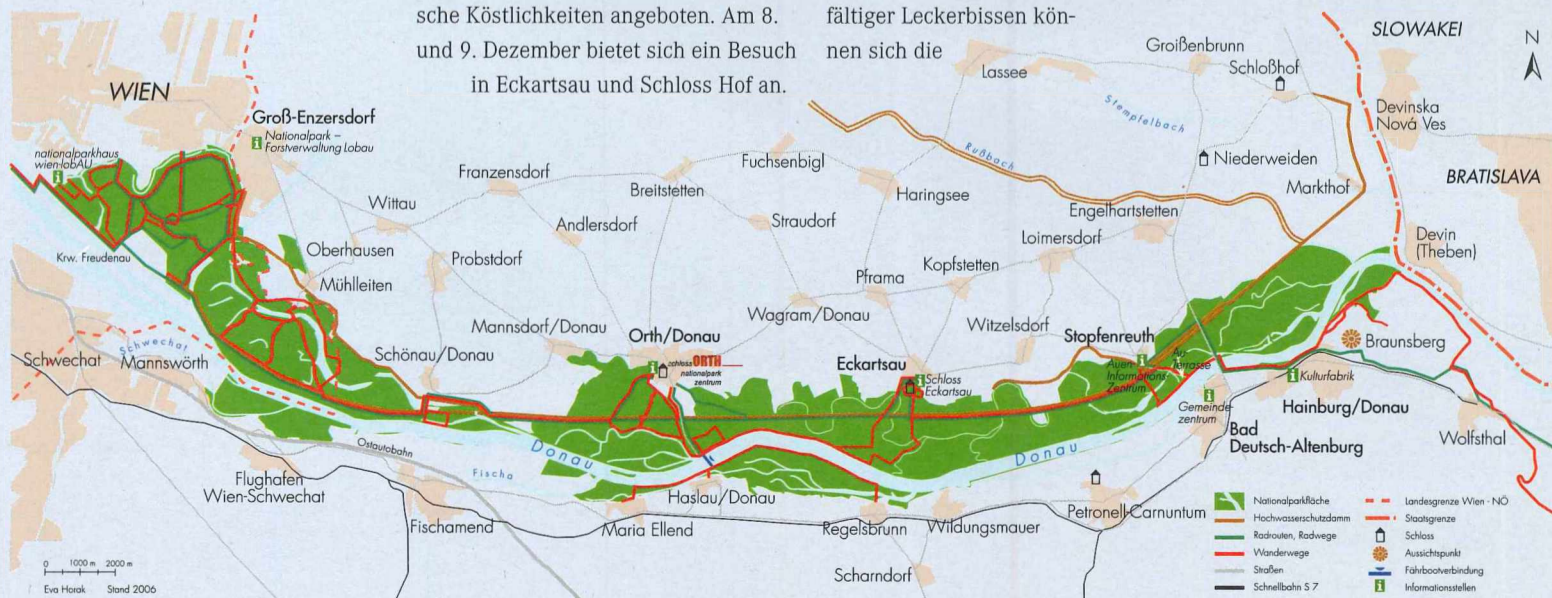 sche Köstlichkeiten angeboten. Am 8.
und 9. Dezember bietet sich ein Besuch
in Eckartsau und Schloss Hof an.
fältiger Leckerbissen kön-
nen sich die
SLOWAKEI
N
WIEN
Groß-Enzersdorf
Nationalpark –
Forstverwaltung Lobau
nationalparkhaus
wien-lobAU
Groißenbrunn
Schloßhof
Lassee
Stempfelbach
Devinska
Nová Ves
Rußbach
Niederweiden
Markthof
BRATISLAVA
Fuchsenbigl
Haringsee
Franzensdorf
Breitstetten
Wittau
Andlersdorf
Straudorf
Engelhartstetten
Loimersdorf
Devin
(Theben)
Oberhausen
Probstdorf
Krw. Freudenau
Mühlleiten
Pframa
Kopfstetten
Wagram/Donau
Mannsdorf/Donau
Orth/Donau
schloss ORTH
nationalpark
zentrum
Witzelsdorf
Stopfenreuth
Schwechat
Schwechat
Mannswörth
Schönau/Donau
Eckartsau
Schloss
Eckartsau
Auen
Informations
Zentrum
Au
Terrasse
Braunsberg
Kulturfabrik
Hainburg/Donau
Gemeinde-
zentrum
Bad
Deutsch-Altenburg
Wolfsthal
Ostautobahn
Donau
Donau
Fischa
Flughafen
Wien-Schwechat
Haslau/Donau
Fischamend
Maria Ellend
Regelsbrunn
Wildungsmauer
Petronell-Carnuntum
Scharndorf
0 1000 m 2000 m
Eva Horak Stand 2006
Nationalparkfläche
Hochwasserschutzdamm
Radrouten, Radwege
Wanderwege
Straßen
Schnellbahn S 7
Landesgrenze Wien - NÖ
Staatsgrenze
Schloss
Aussichtspunkt
Fährbootverbindung
Informationsstellen